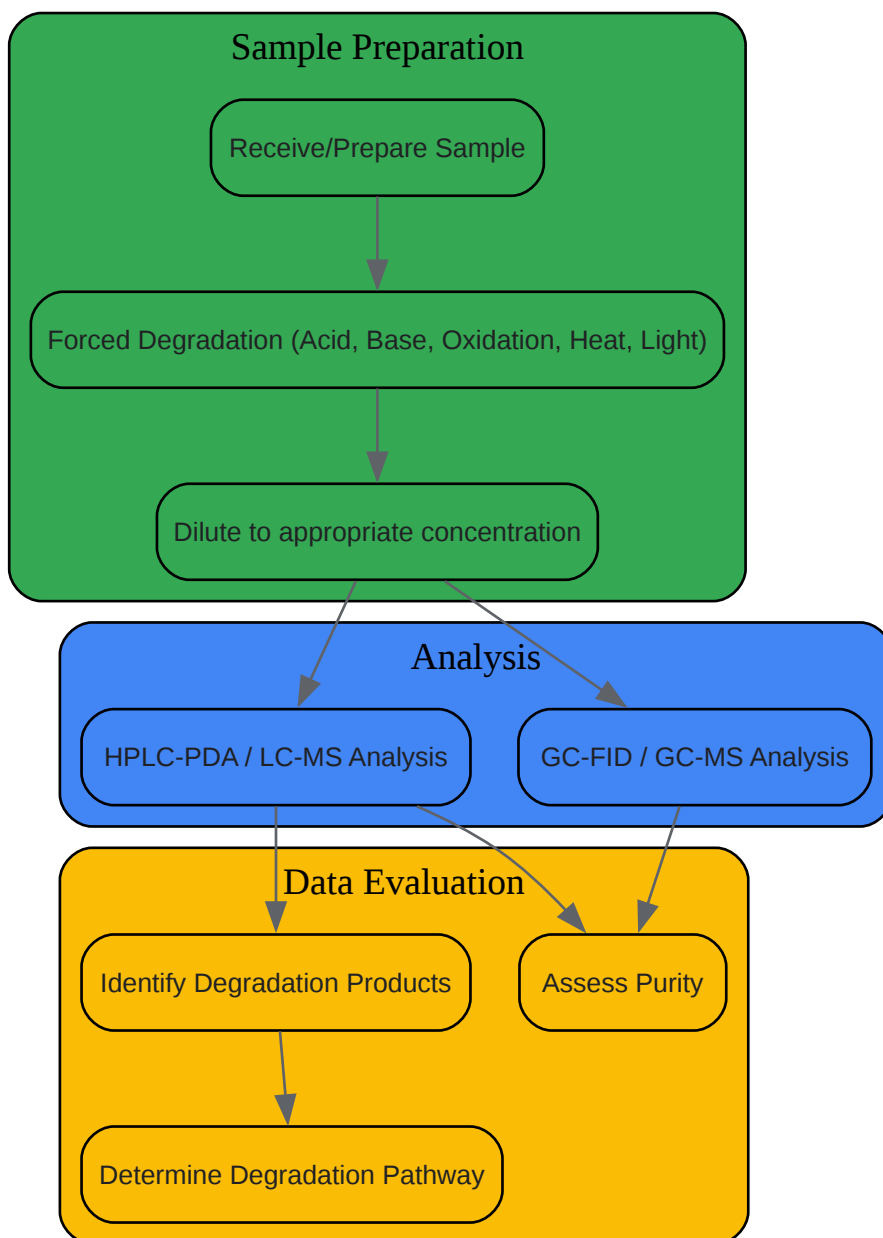 Sample Preparation
Receive/Prepare Sample
Forced Degradation (Acid, Base, Oxidation, Heat, Light)
Dilute to appropriate concentration
Analysis
HPLC-PDA / LC-MS Analysis
GC-FID / GC-MS Analysis
Data Evaluation
Identify Degradation Products
Assess Purity
Determine Degradation Pathway